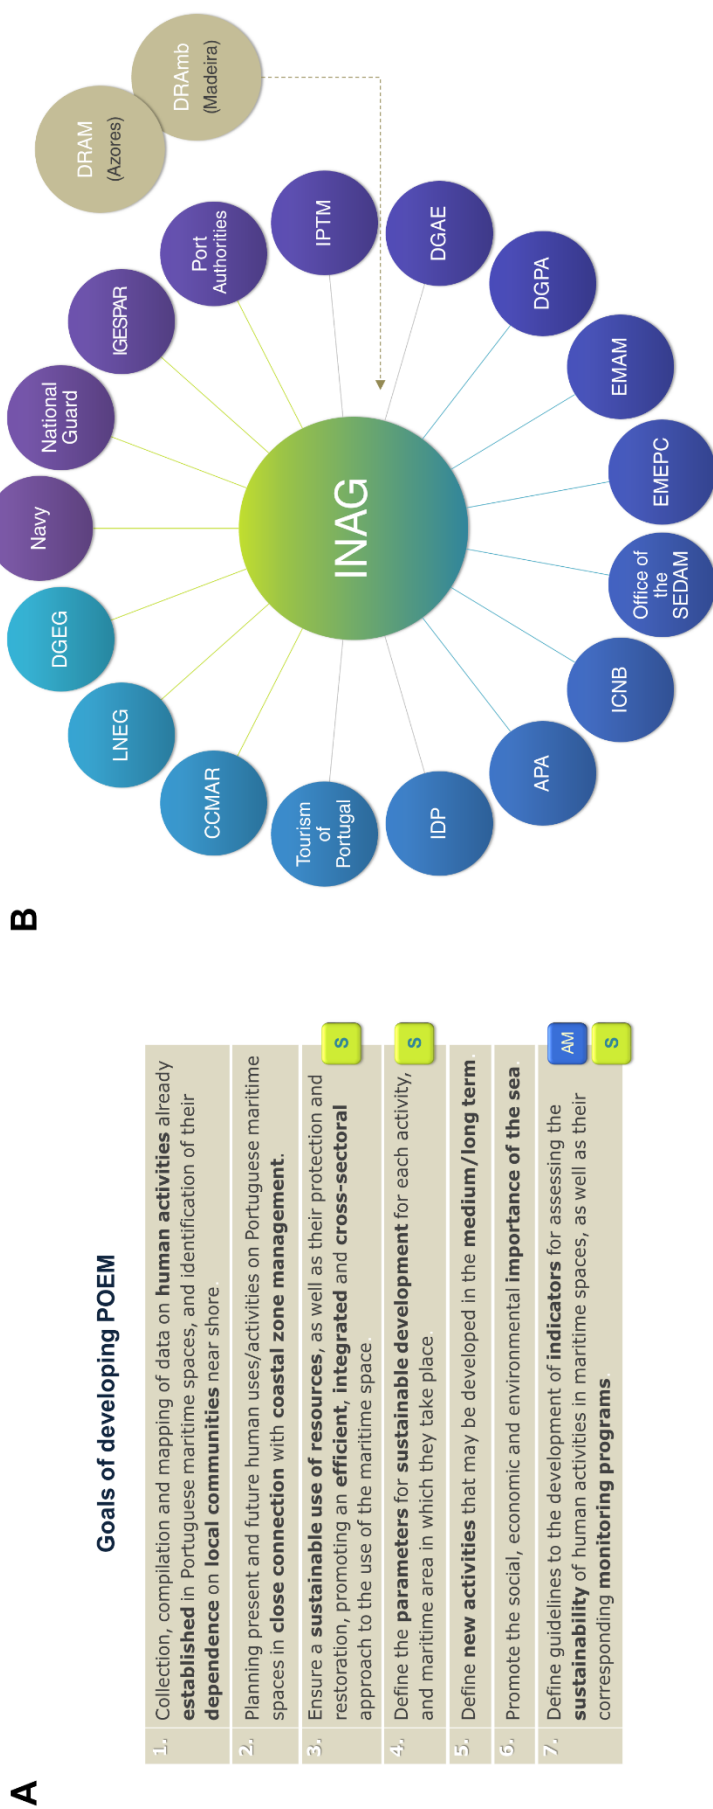 A
Goals of developing POEM
1. Collection, compilation and mapping of data on human activities already
established in Portuguese maritime spaces, and identification of their
dependence on local communities near shore.
2. Planning present and future human uses/activities on Portuguese maritime
spaces in close connection with coastal zone management.
3. Ensure a sustainable use of resources, as well as their protection and
restoration, promoting an efficient, integrated and cross-sectoral
approach to the use of the maritime space.
S
4. Define the parameters for sustainable development for each activity,
and maritime area in which they take place.
S
5. Define new activities that may be developed in the medium/long term.
6. Promote the social, economic and environmental importance of the sea.
7. Define guidelines to the development of indicators for assessing the
sustainability of human activities in maritime spaces, as well as their
corresponding monitoring programs.
AM
S
B
INAG
Navy
National
Guard
IGESPAR
Port
Authorities
IPTM
DGAE
DGPA
EMAM
EMEPC
Office of
the
SEDAM
ICNB
APA
IDP
Tourism
of
Portugal
CCMAR
LNEG
DGEG
DRAM
(Azores)
DRAmb
(Madeira)